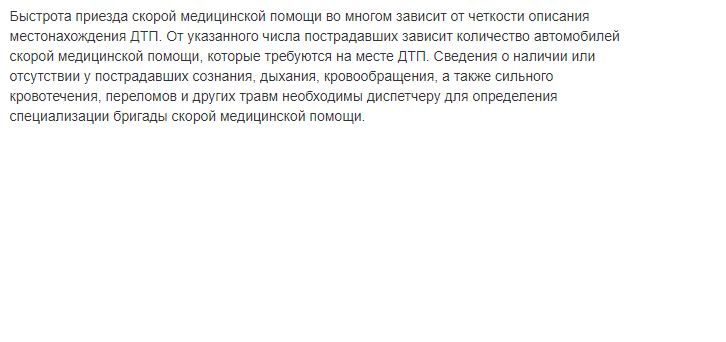 Быстрота приезда скорой медицинской помощи во многом зависит от четкости описания
местонахождения ДТП. От указанного числа пострадавших зависит количество автомобилей
скорой медицинской помощи, которые требуются на месте ДТП. Сведения о наличии или
отсутствии у пострадавших сознания, дыхания, кровообращения, а также сильного
кровотечения, переломов и других травм необходимы диспетчеру для определения
специализации бригады скорой медицинской помощи.